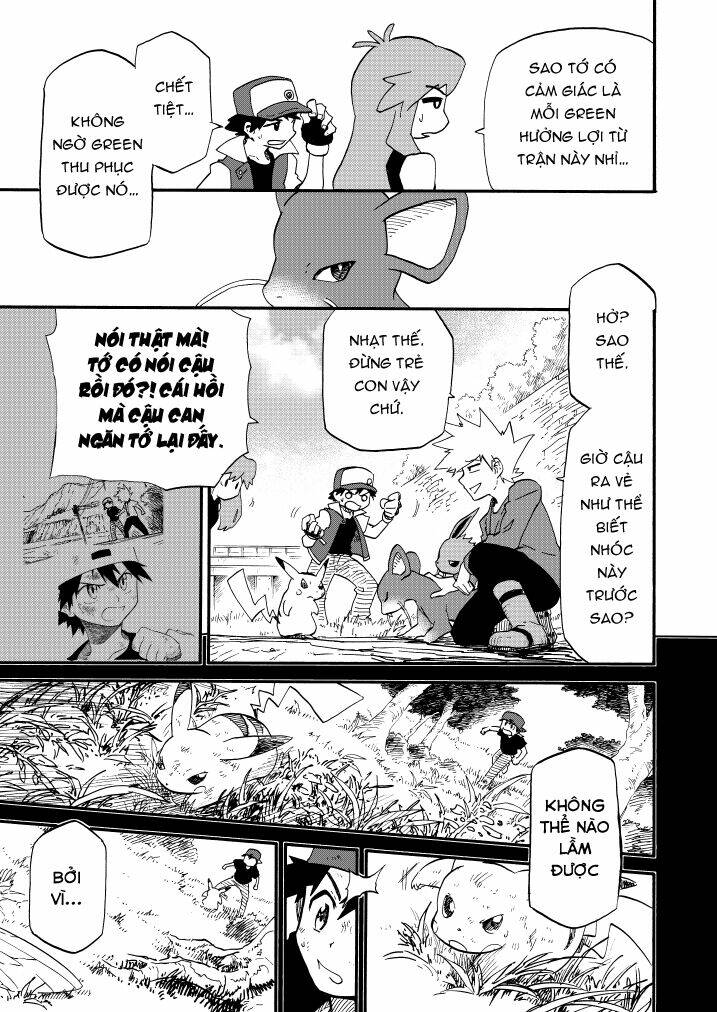 SAO TỚ CÓ
CẢM GIÁC LÀ
MỖI GREEN
HƯỞNG LỢI TỪ
TRẬN NÀY NHỈ...
CHẾT
TIỆT...
KHÔNG
NGỜ GREEN
THU PHỤC
ĐƯỢC NÓ...
HỜ?
SAO
THẾ.
GIỜ CẬU
RA VẺ
NHƯ THỂ
BIẾT
NHÓC
NÀY
TRƯỚC
SAO?
NHẠT THẾ.
ĐỪNG TRẺ
CON VẬY
CHỨ.
NÓI THẬT MÀ!
TỚ CÓ NÓI CẬU
RỒI ĐÓ?! CÁI HỒI
MÀ CẬU CAN
NGĂN TỚ LẠI ĐẤY.
KHÔNG
THỂ NÀO
LẦM
ĐƯỢC
BỞI
VÌ...